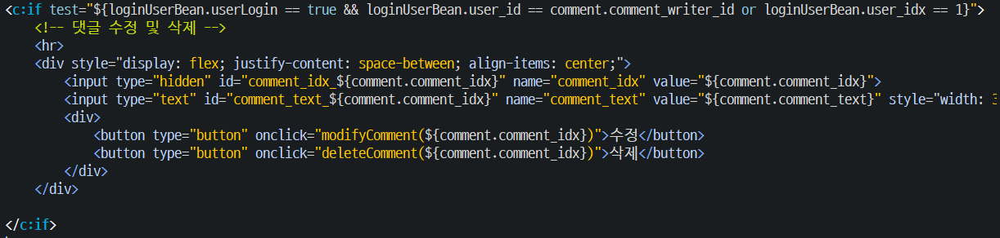 <c:if test="${loginUserBean.userLogin == true && loginUserBean.user_id == comment.comment_writer_id or loginUserBean.user_idx == 1}">
<!-- 댓글 수정 및 삭제 -->
<hr>
<div style="display: flex; justify-content: space-between; align-items: center;">
<input type="hidden" id="comment_idx_${comment.comment_idx}" name="comment_idx" value="${comment.comment_idx}">
<input type="text" id="comment_text_${comment.comment_idx}" name="comment_text" value="${comment.comment_text}" style="width: 3
<div>
<button type="button" onclick="modifyComment(${comment.comment_idx})">수정</button>
<button type="button" onclick="deleteComment(${comment.comment_idx})">삭제</button>
</div>
</div>
</c:if>